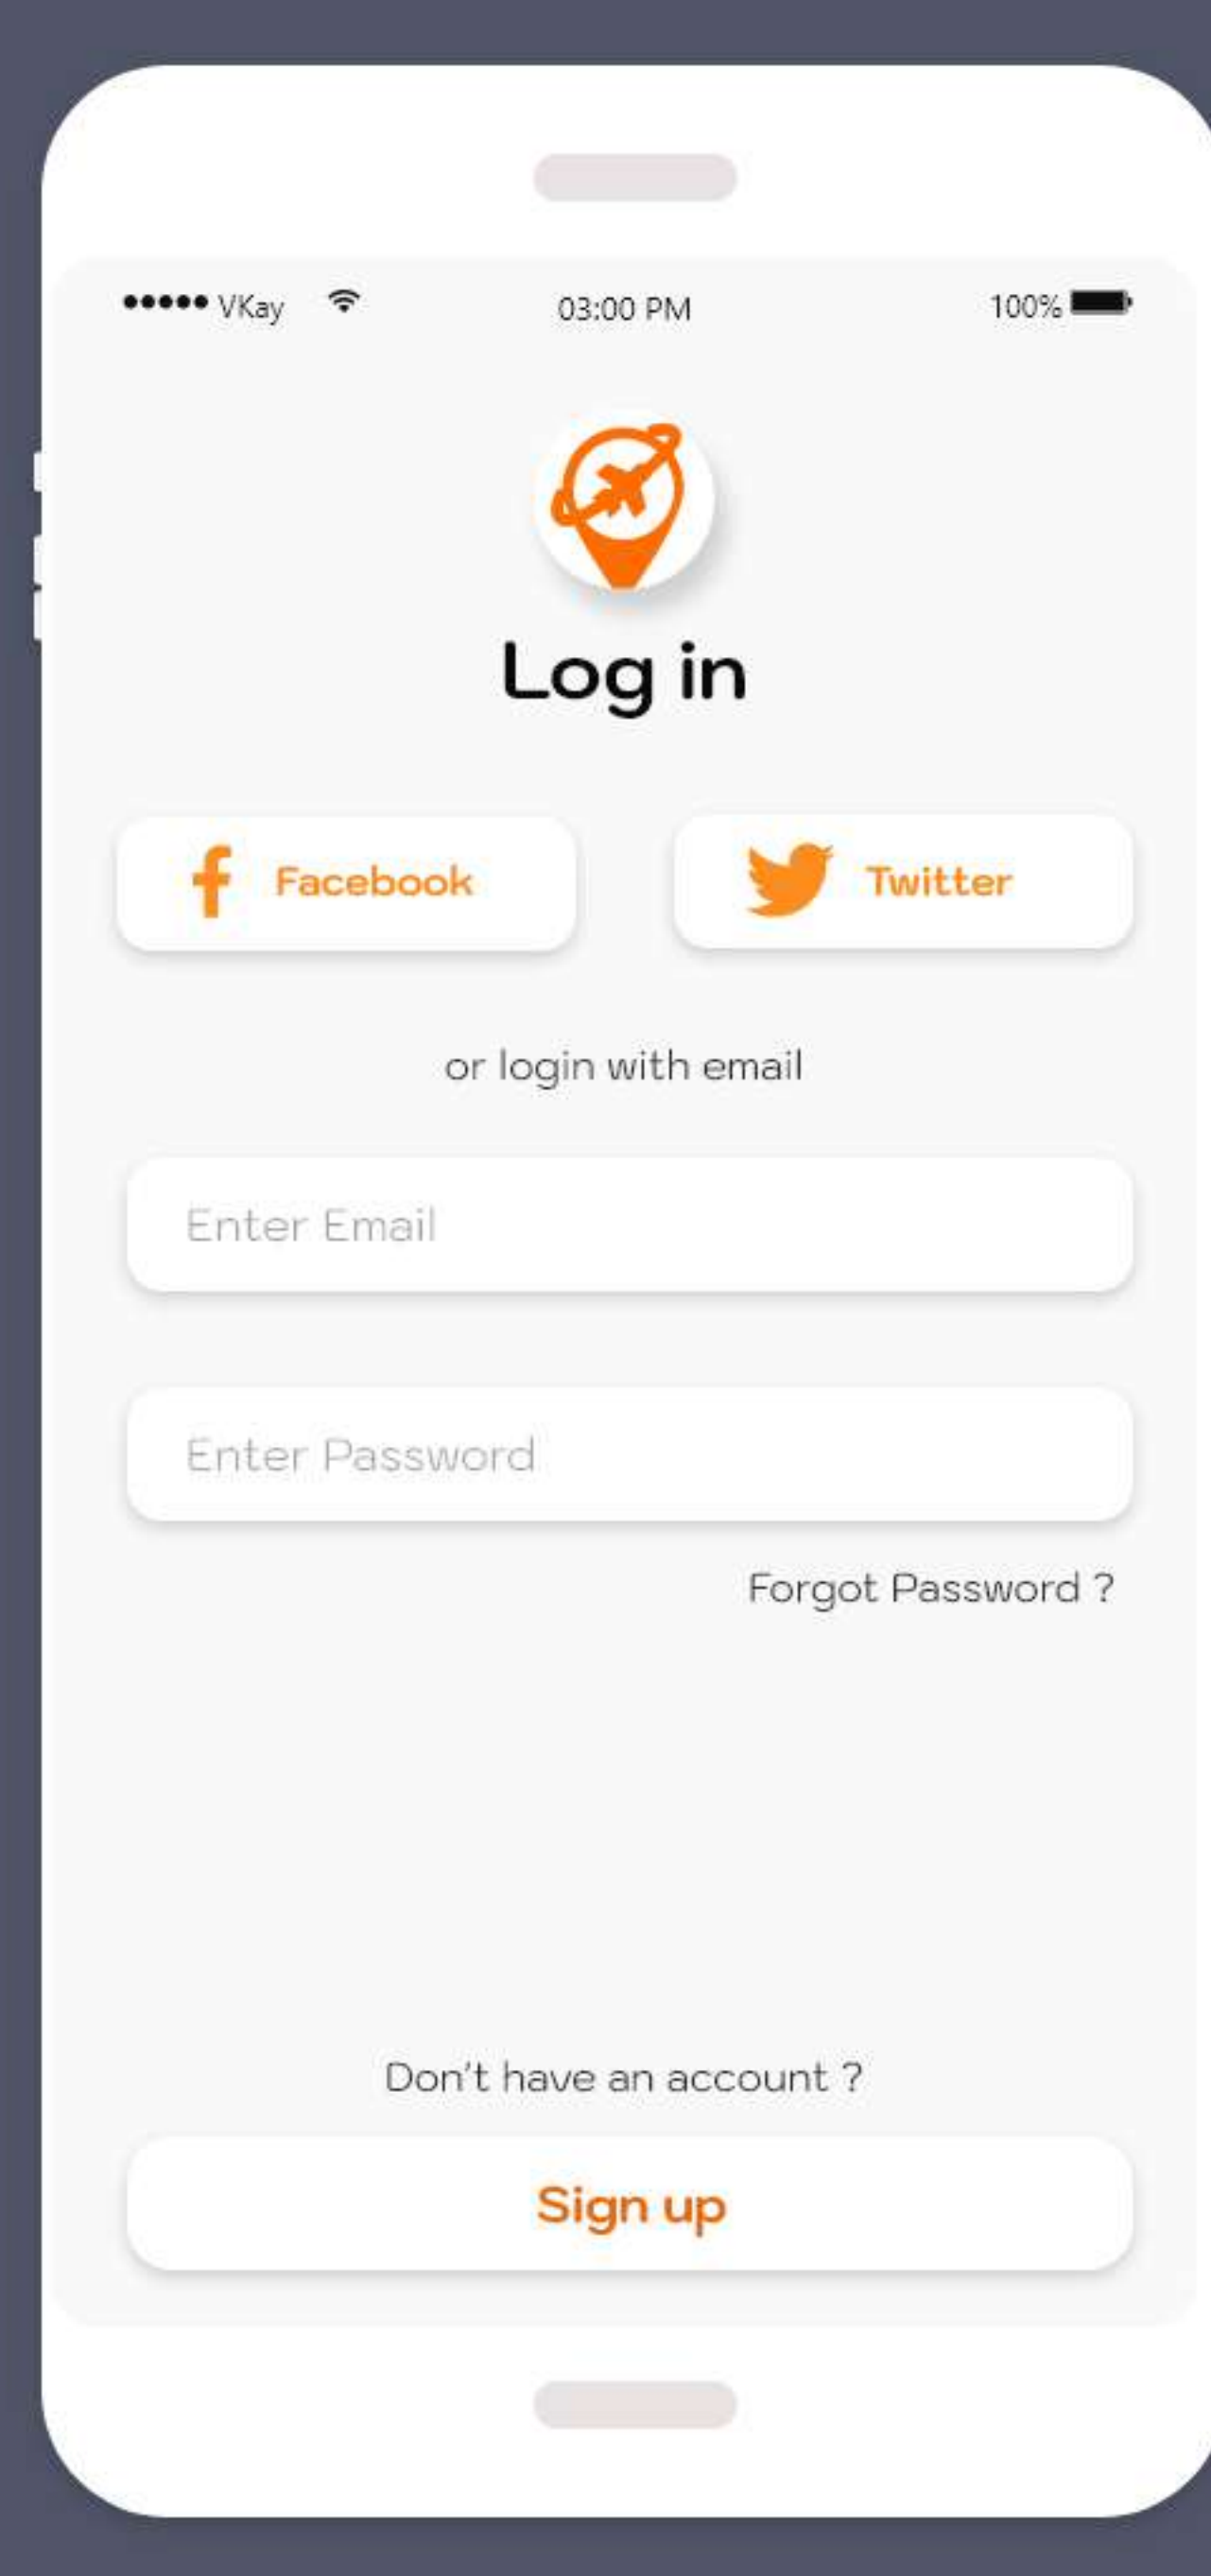 VKay 03:00 PM 100%
Log in
Facebook Twitter
or login with email
Enter Email
Enter Password
Forgot Password ?
Don't have an account ?
Sign up